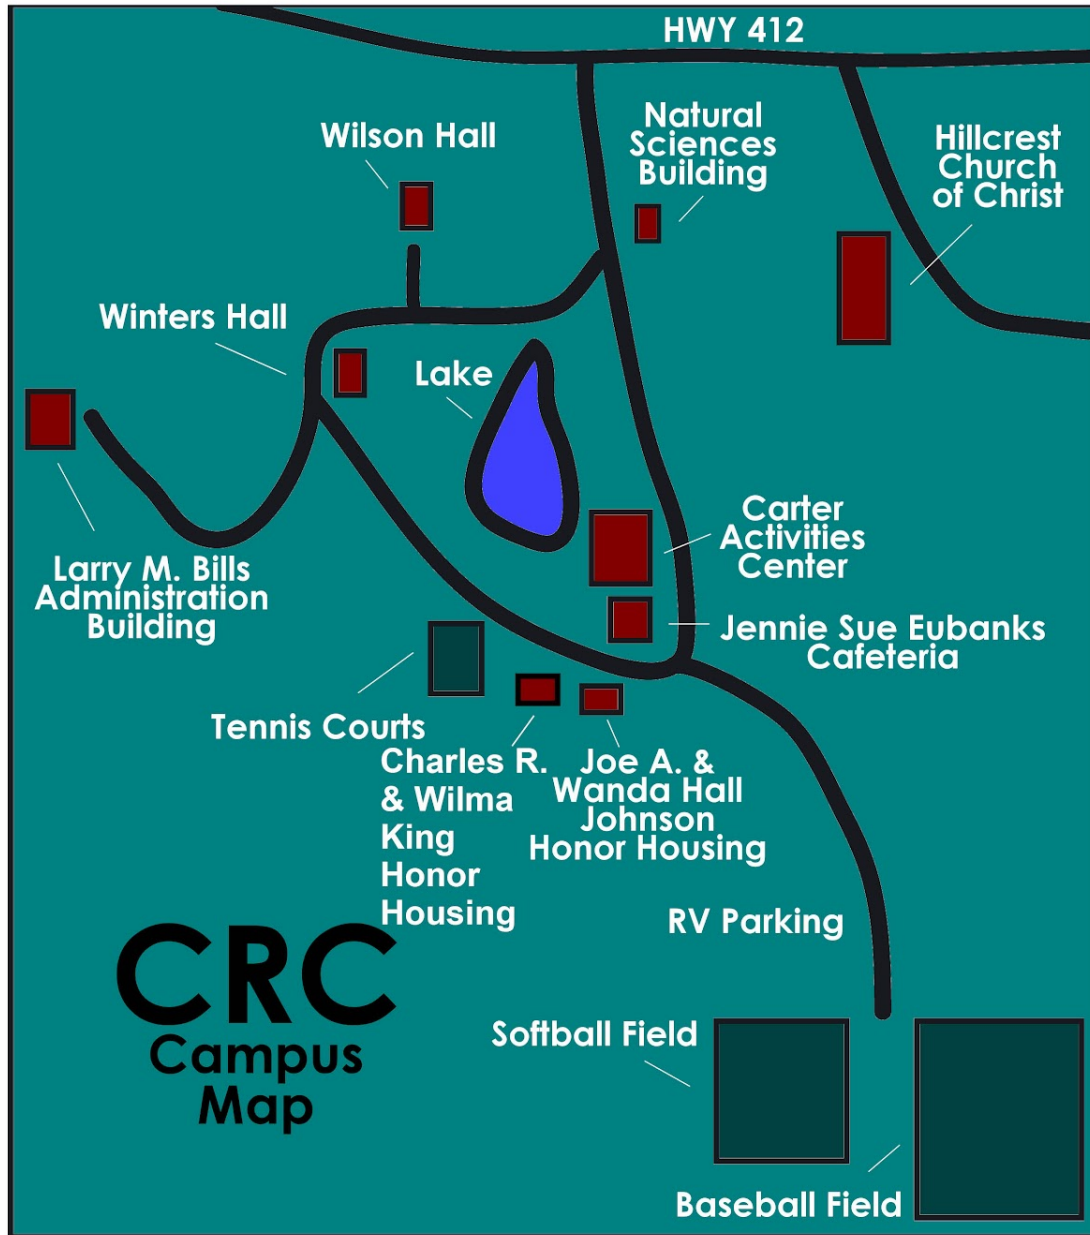 HWY 412
Natural
Sciences
Building
Wilson Hall
Hillcrest
Church
of Christ
Winters Hall
Lake
Carter
Activities
Center
Larry M. Bills
Administration
Building
Jennie Sue Eubanks
Cafeteria
Tennis Courts
Charles R.
& Wilma
King
Honor
Housing
Joe A. &
Wanda Hall
Johnson
Honor Housing
RV Parking
CRC
Campus
Map
Softball Field
Baseball Field